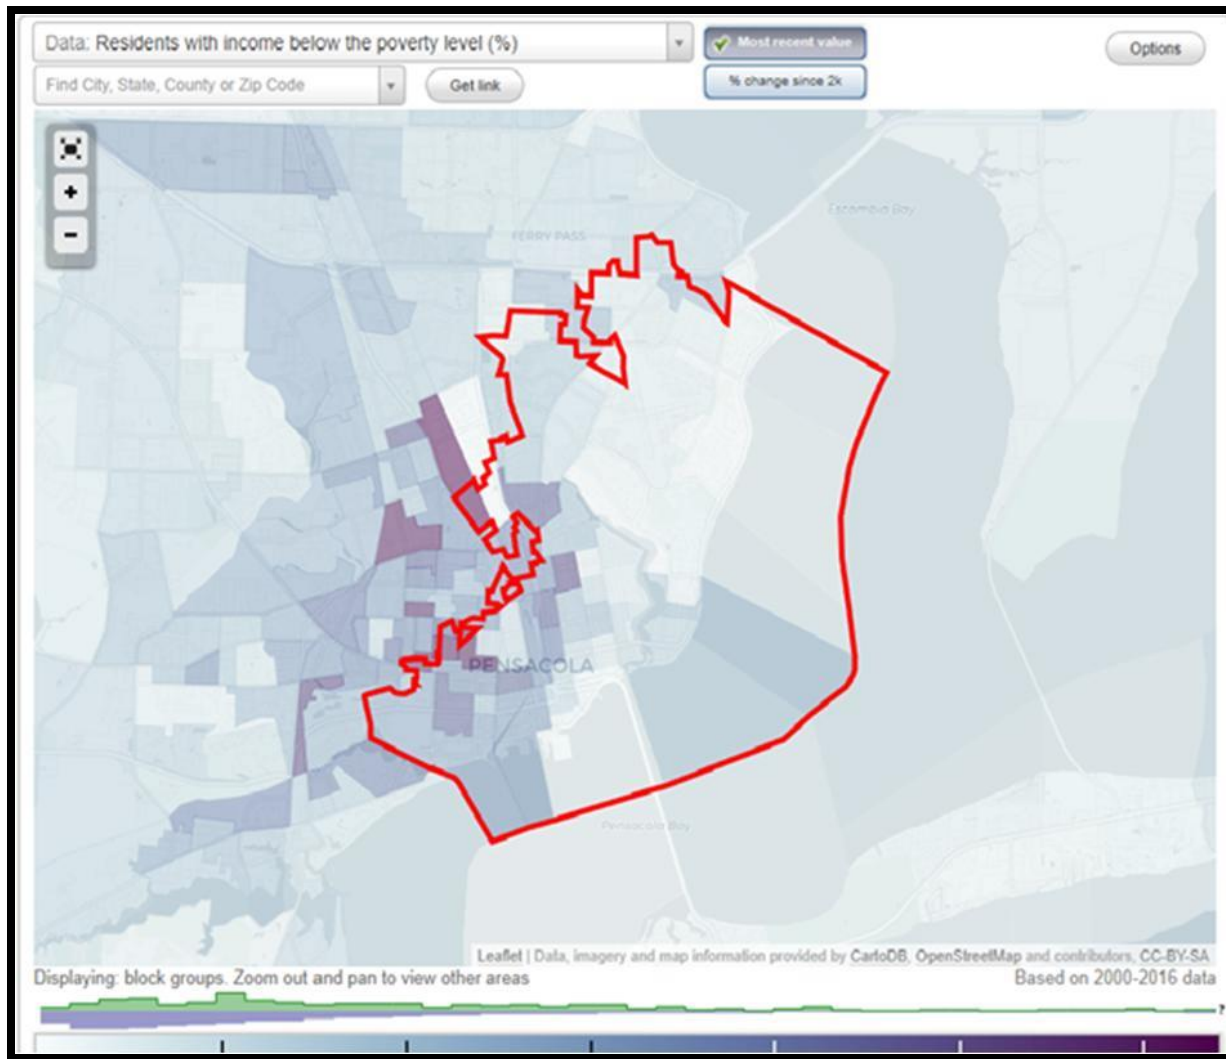 Data: Residents with income below the poverty level (%)
Most recent value
Options
Find City, State, County or Zip Code
Get link
% change since 2k
+
-
Escambia Bay
FERRY PASS
PENSACOLA
Pensacola Bay
Leaflet | Data, imagery and map information provided by CartoDB, OpenStreetMap and contributors, CC-BY-SA
Displaying: block groups. Zoom out and pan to view other areas
Based on 2000-2016 data
?